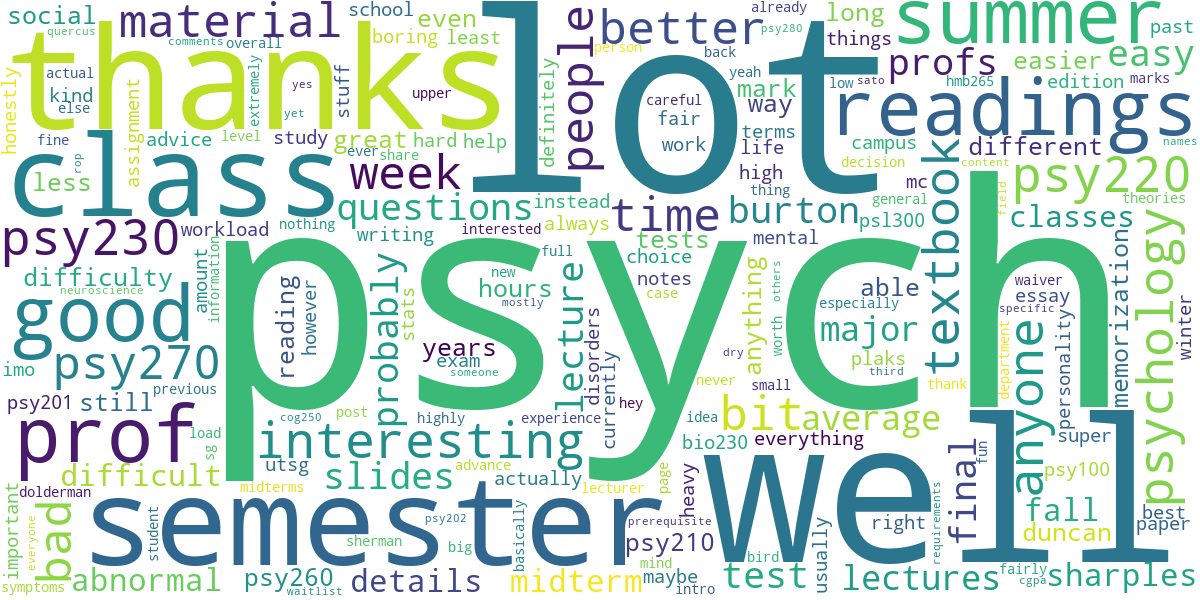 psych
lot
well
thanks
class
semester
prof
good
readings
summer
psy230
psy220
psy270
psychology
textbook
interesting
week
time
questions
material
better
people
profs
easy
easier
edition
past
social
quercus
school
comments
overall
boring
even
least
long
things
already
psy280
person
back
yeah
low
sato
hmb265
marks
mark
way
terms
life
high
thing
work
fair
careful
campus
decision
mc
general
psl300
different
content
names
theories
classes
honestly
actual
kind
else
fine
rop
advice
level
assignment
extremely
yes
yet
stuff
study
upper
great
hard
help
ever
share
definitely
less
workload
nothing
writing
interested
instead
always
tests
choice
notes
burton
mental
able
especially
major
plaks
third
difficulty
neuroscience
amount
information
reading
however
probably
stats
hours
new
full
mostly
years
exam
someone
lecture
disorders
currently
case
anything
worth
others
dry
never
small
thank
department
field
waiver
essay
specific
personality
anyone
memorization
winter
imo
previous
psy201
still
load
sg
cog250
post
highly
experience
hey
idea
bit
average
everything
bio230
super
psy100
best
paper
dolderman
difficult
utsg
slides
advance
actually
lecturer
page
heavy
final
fun
fall
duncan
important
everyone
bad
student
midterms
psy202
sherman
big
basically
prerequisite
psy210
right
usually
requirements
symptoms
abnormal
psy260
waitlist
details
midterm
mind
maybe
intro
bird
test
lectures
fairly
cgpa
sharples